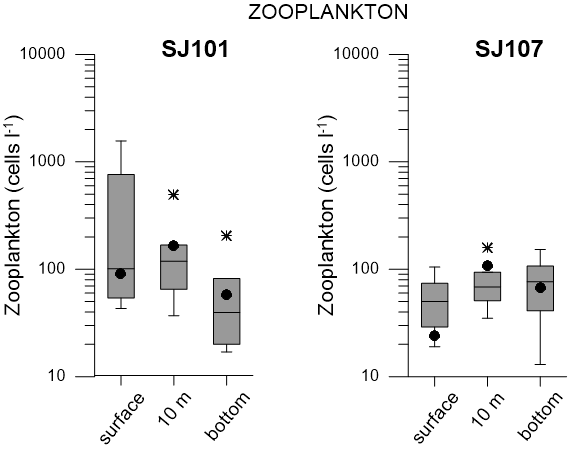 ZOOPLANKTON
SJ101
SJ107
Zooplankton (cells l-1)
10000
1000
100
10
surface
10 m
bottom
Zooplankton (cells l-1)
10000
1000
100
10
surface
10 m
bottom